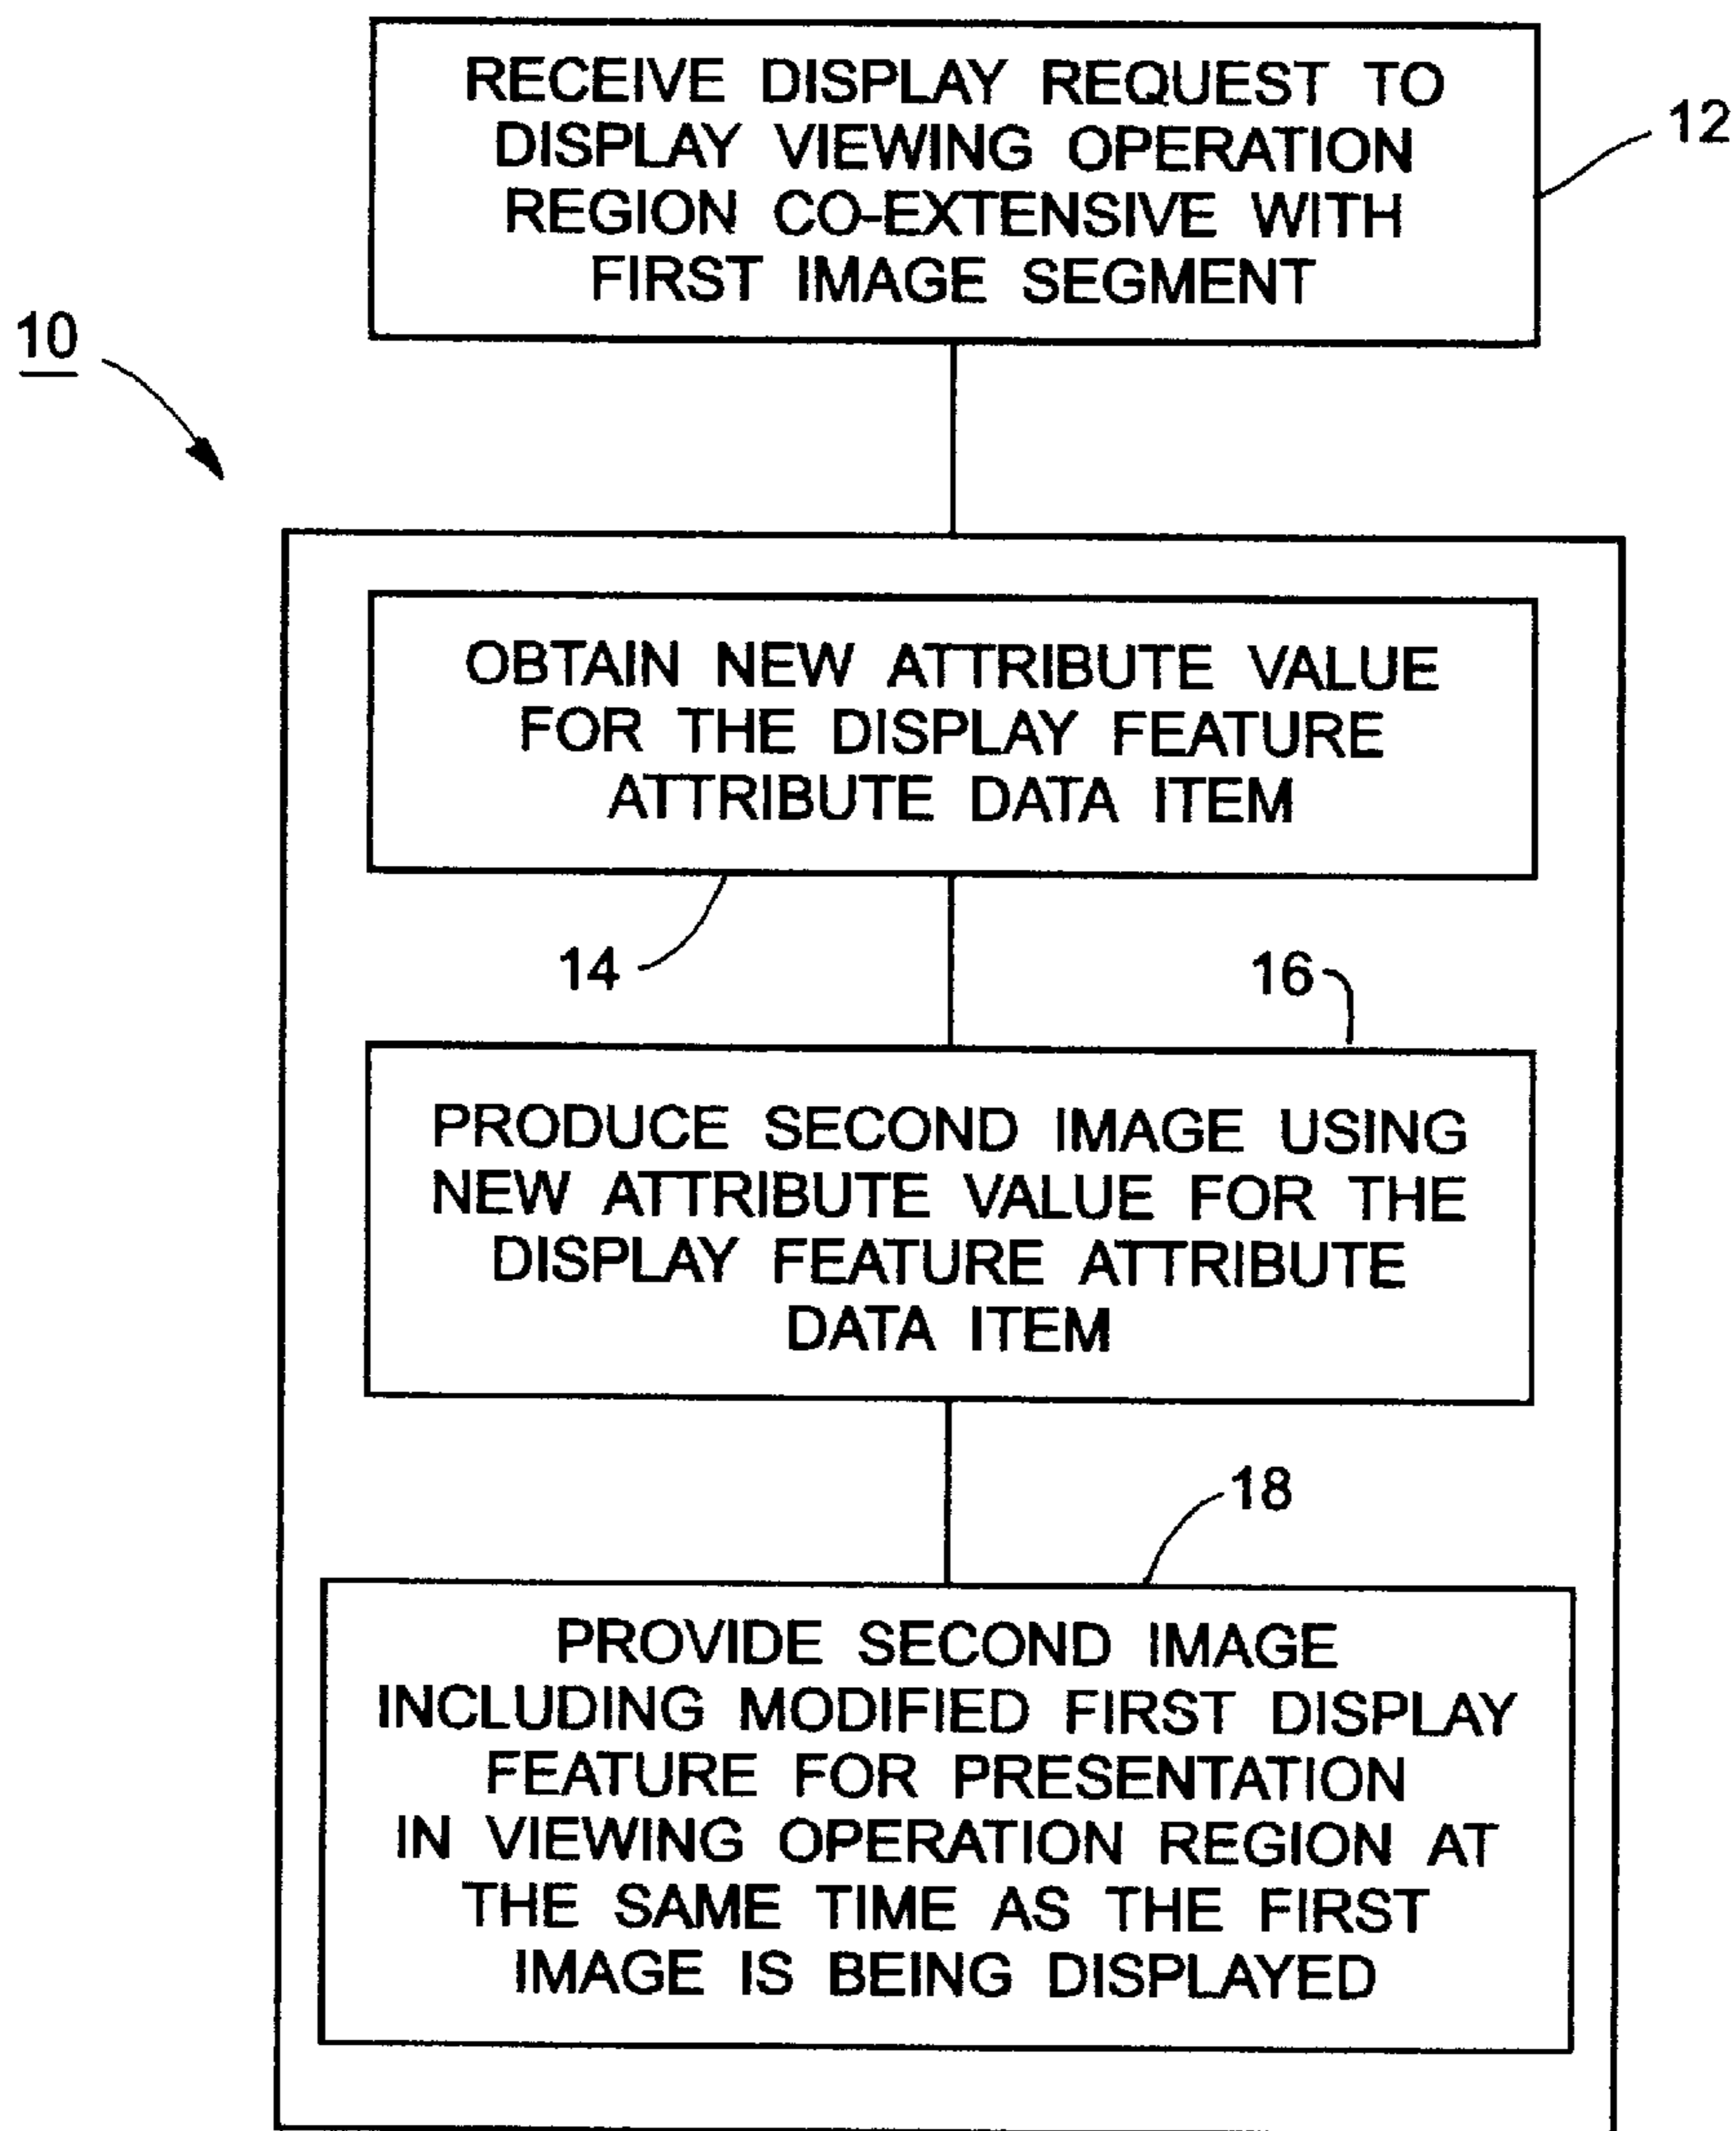 RECEIVE DISPLAY REQUEST TO
DISPLAY VIEWING OPERATION
REGION CO-EXTENSIVE WITH
FIRST IMAGE SEGMENT
12
10
OBTAIN NEW ATTRIBUTE VALUE
FOR THE DISPLAY FEATURE
ATTRIBUTE DATA ITEM
14
16
PRODUCE SECOND IMAGE USING
NEW ATTRIBUTE VALUE FOR THE
DISPLAY FEATURE ATTRIBUTE
DATA ITEM
18
PROVIDE SECOND IMAGE
INCLUDING MODIFIED FIRST DISPLAY
FEATURE FOR PRESENTATION
IN VIEWING OPERATION REGION AT
THE SAME TIME AS THE FIRST
IMAGE IS BEING DISPLAYED